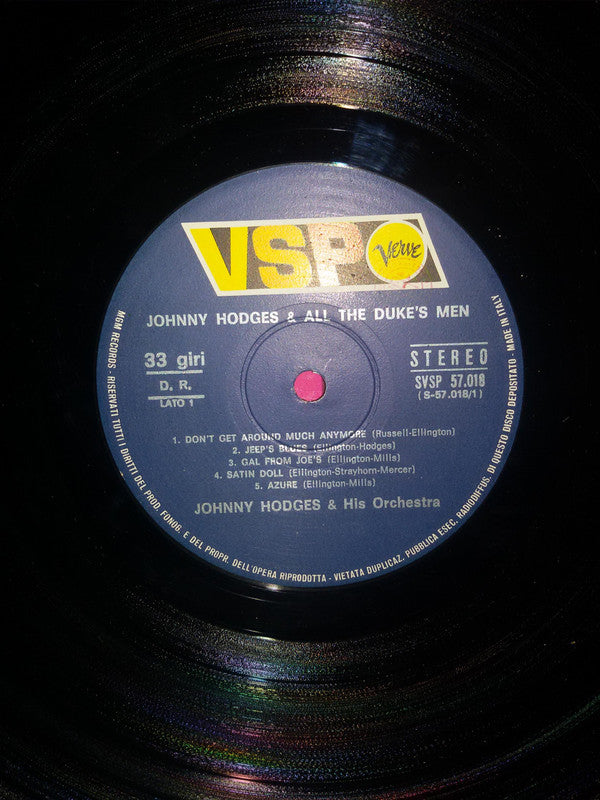 VSP Verve
JOHNNY HODGES & ALL THE DUKE'S MEN
33 giri
D. R.
LATO 1
STEREO
SVSP 57.018
(S-57.018/1)
1. DON'T GET AROUND MUCH ANYMORE (Russell-Ellington)
2. JEEP'S BLUES (Ellington-Hodges)
3. GAL FROM JOE'S (Ellington-Mills)
4. SATIN DOLL (Ellington-Strayhorn-Mercer)
5. AZURE (Ellington-Mills)
JOHNNY HODGES & His Orchestra
MGM RECORDS - RISERVATI TUTTI I DIRITTI DEL PROD. FONOG. E DEL PROPR. DELL'OPERA RIPRODOTTA - VIETATA DUPLICAZ. PUBBLICA ESEC. RADIODIFFUS. DI QUESTO DISCO DEPOSITATO - MADE IN ITALY